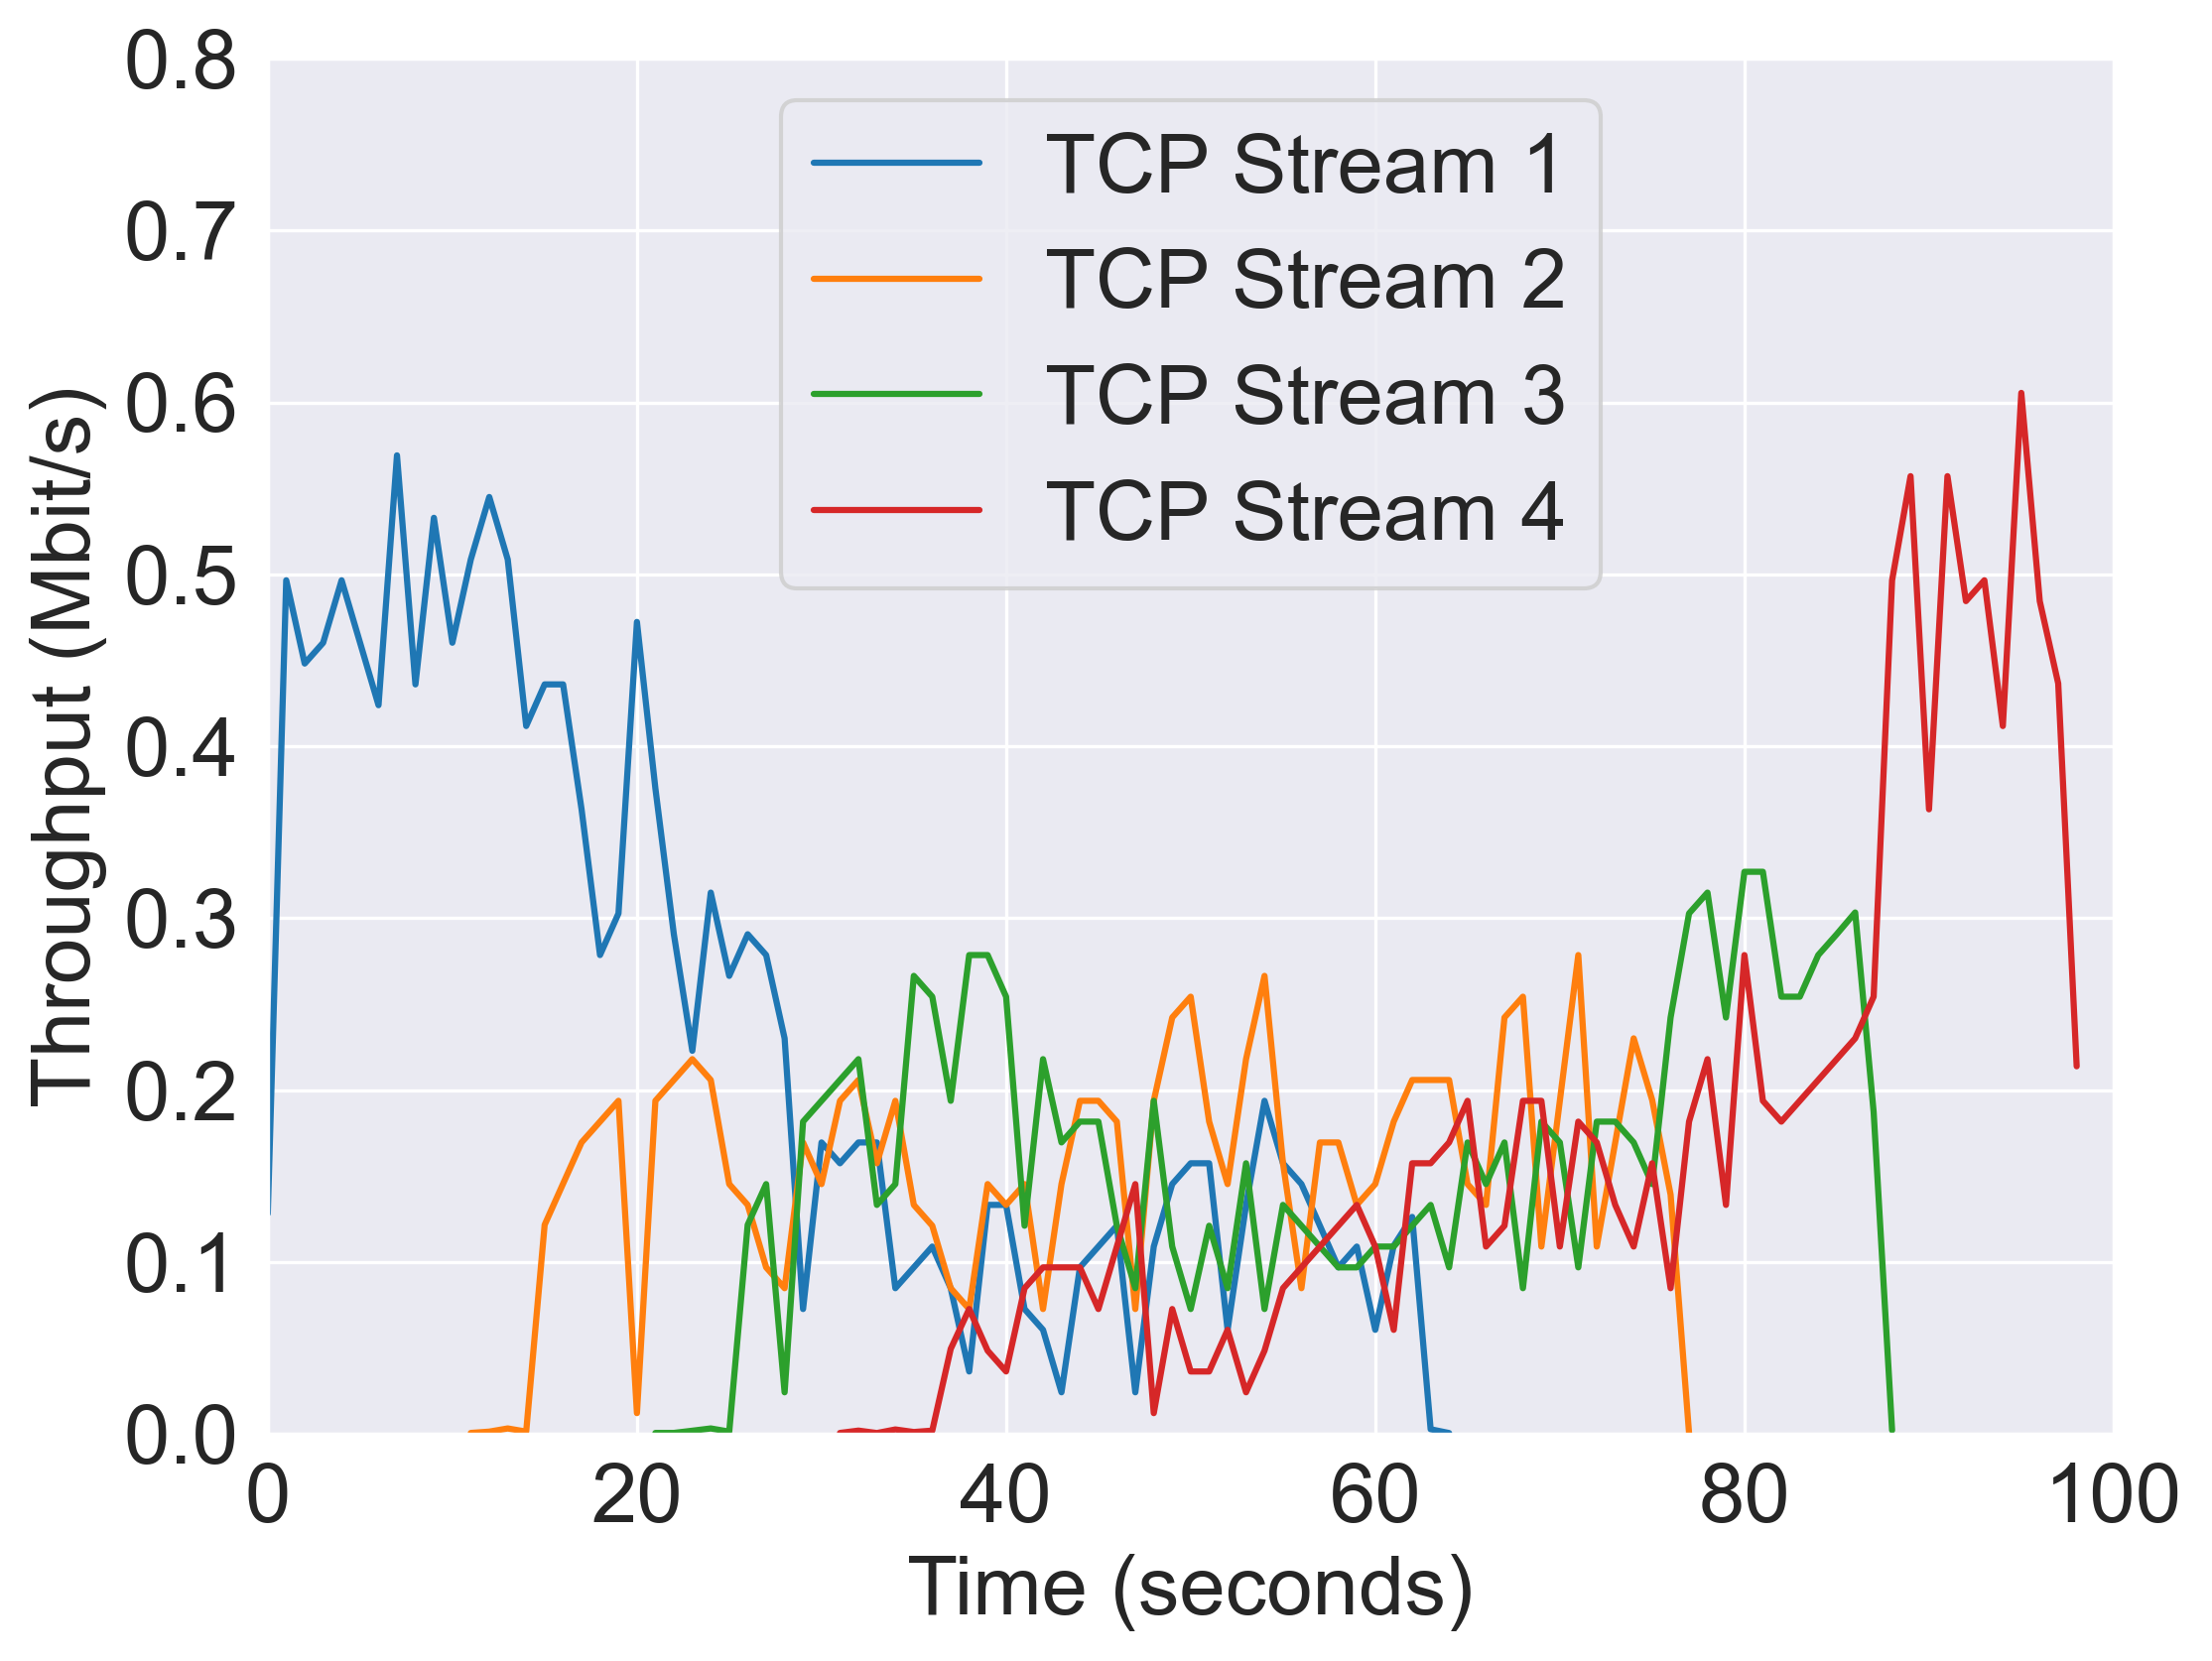 0.8
0.7
0.6
0.5
0.4
0.3
0.2
0.1
0.0
Throughput (Mbit/s)
TCP Stream 1
TCP Stream 2
TCP Stream 3
TCP Stream 4
0 20 40 60 80 100
Time (seconds)